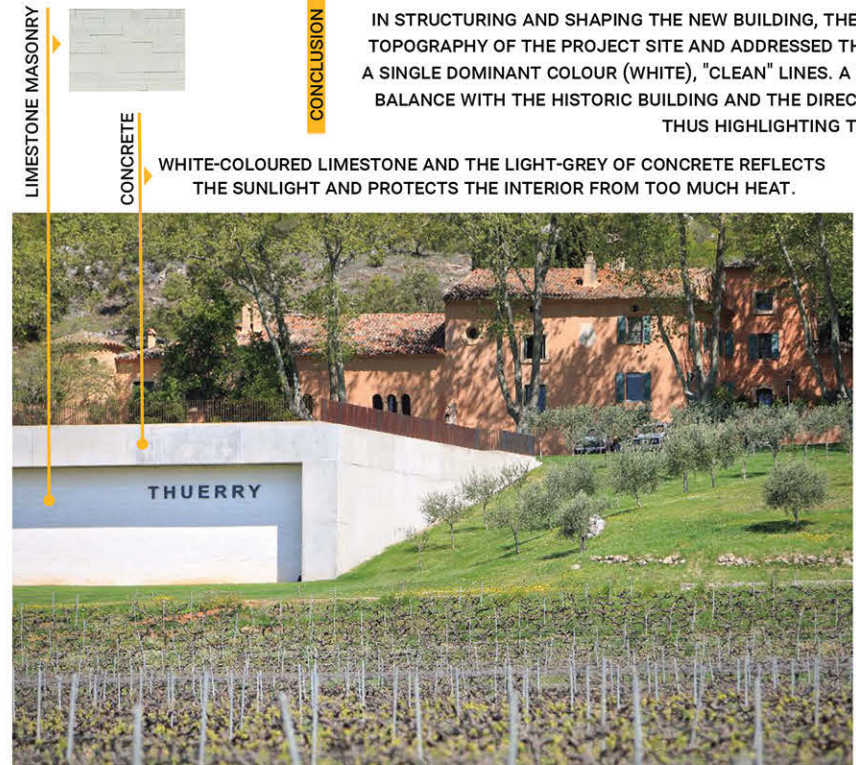 LIMESTONE MASONRY
CONCRETE
CONCLUSION
IN STRUCTURING AND SHAPING THE NEW BUILDING, THE
TOPOGRAPHY OF THE PROJECT SITE AND ADDRESSED
A SINGLE DOMINANT COLOUR (WHITE), "CLEAN" LINES. A
BALANCE WITH THE HISTORIC BUILDING AND THE
THUS HIGHLIGHTING
WHITE-COLOURED LIMESTONE AND THE LIGHT-GREY OF CONCRETE REFLECTS
THE SUNLIGHT AND PROTECTS THE INTERIOR FROM TOO MUCH HEAT.
THUERRY